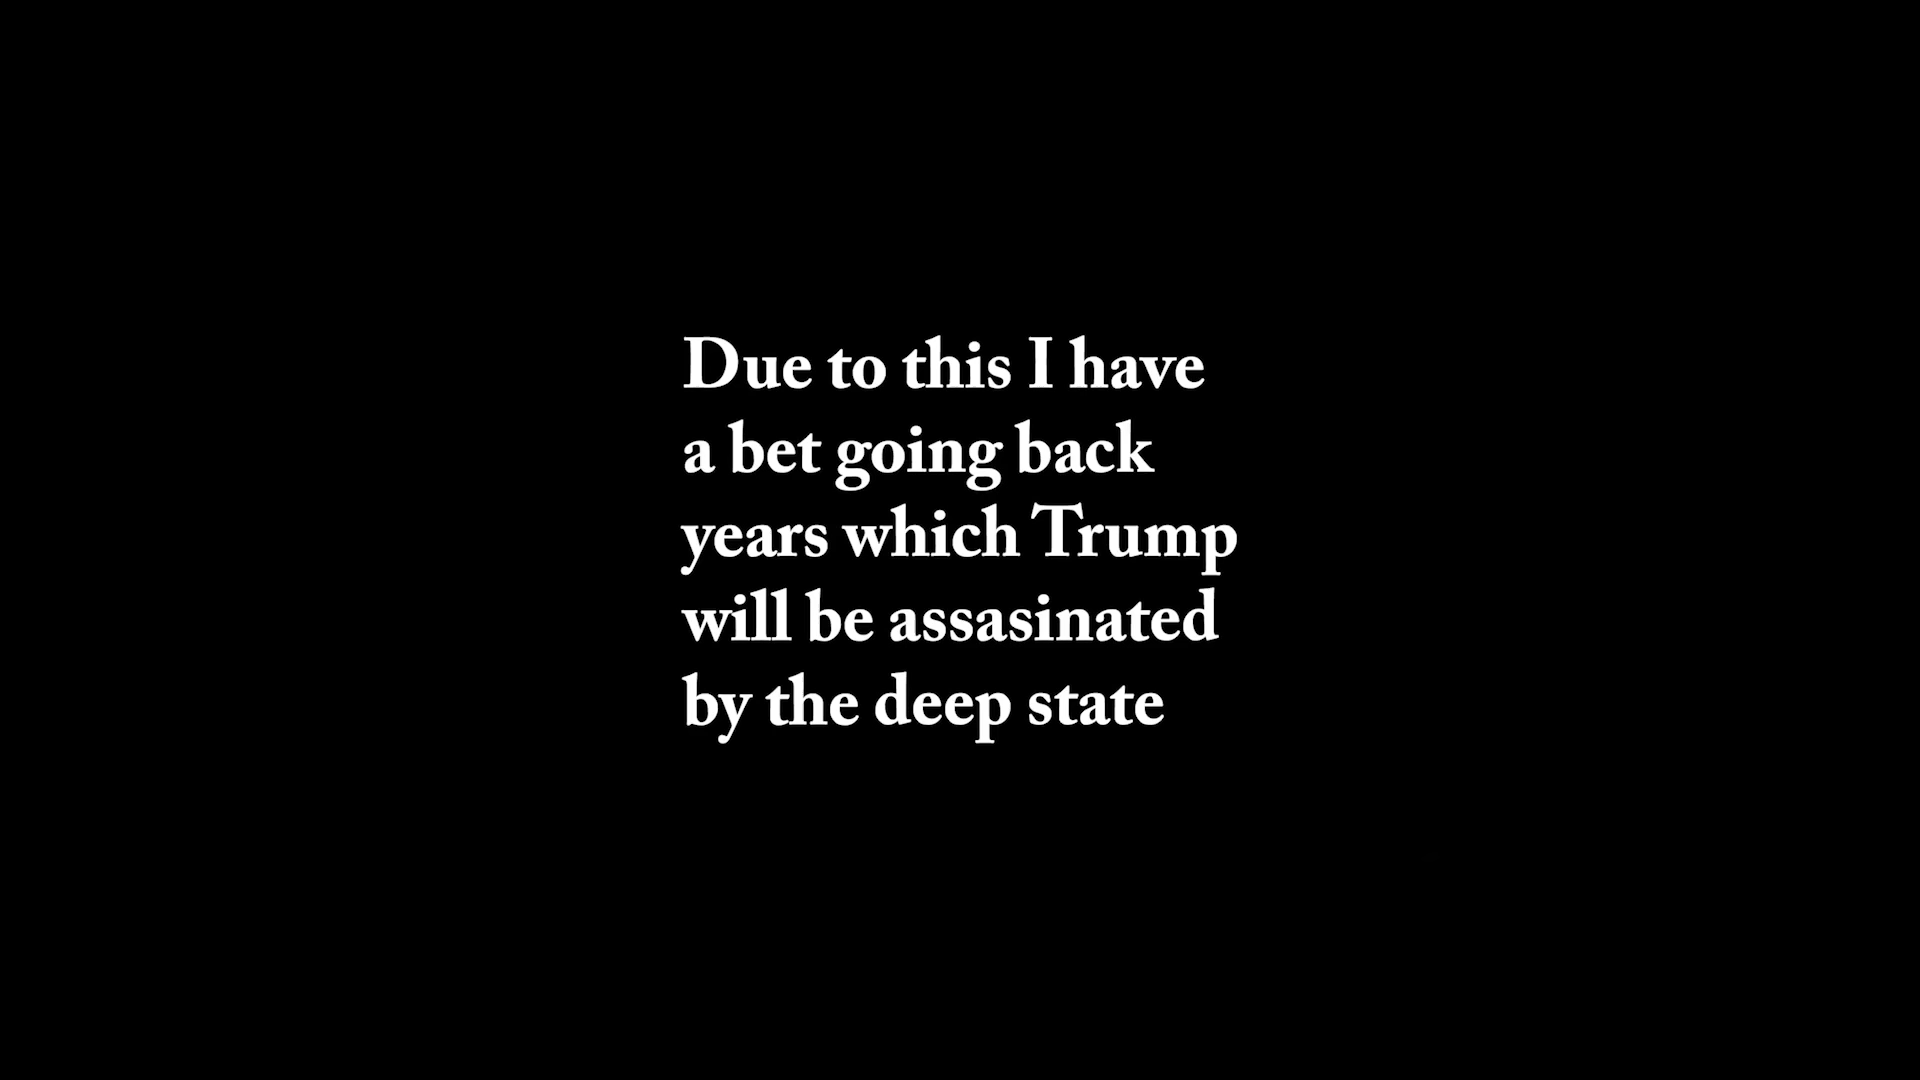 Due to this I have
a bet going back
years which Trump
will be assasinated
by the deep state